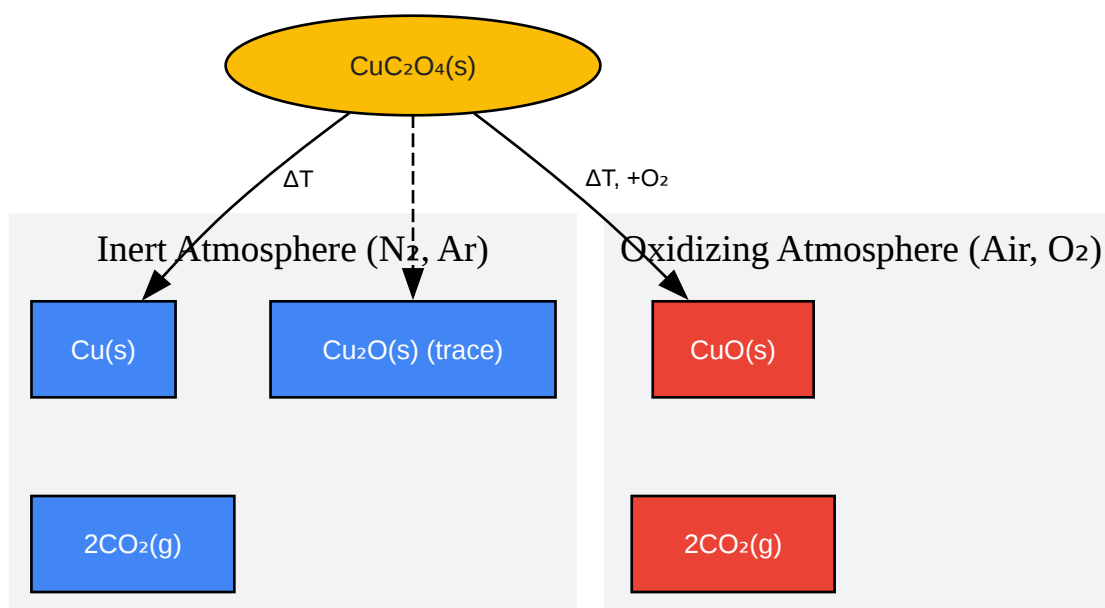 CuC₂O₄(s)
ΔT
ΔT, +O₂
Inert Atmosphere (N₂, Ar)
Oxidizing Atmosphere (Air, O₂)
Cu(s)
Cu₂O(s) (trace)
CuO(s)
2CO₂(g)
2CO₂(g)